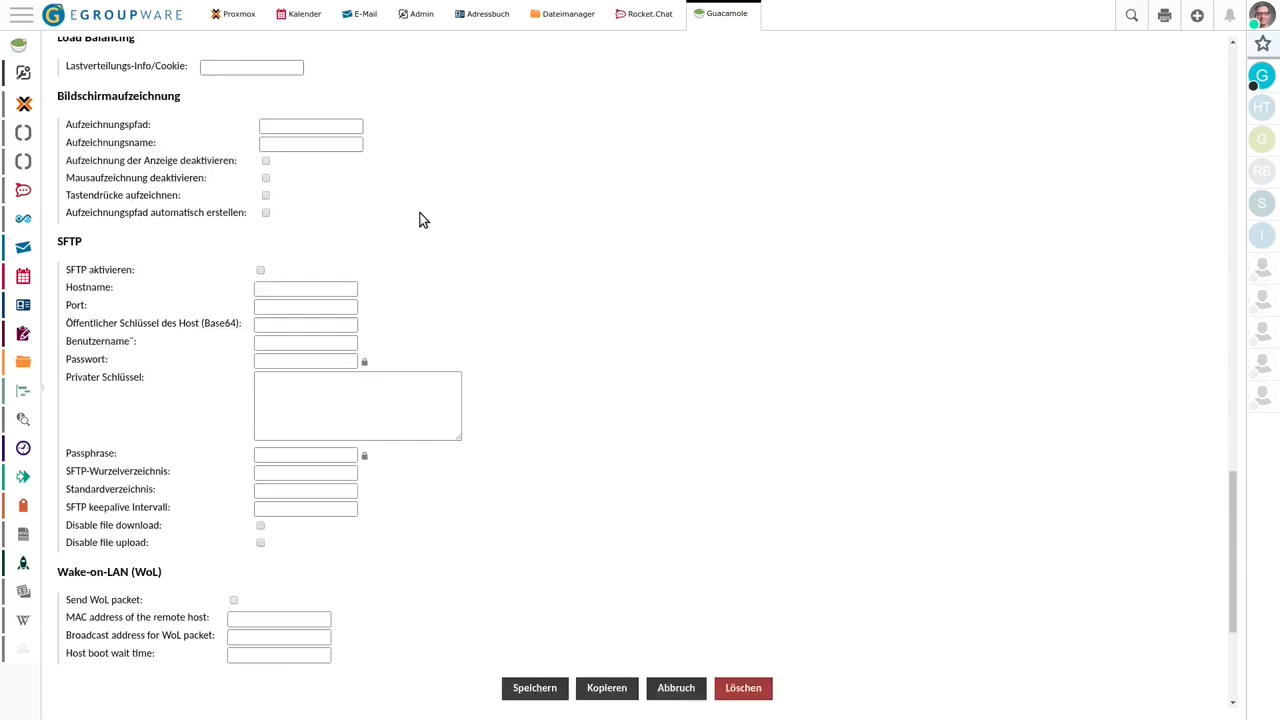 EGROUPWARE Proxmox Kalender E-Mail Admin Adressbuch Dateimanager Rocket.Chat Guacamole
Load Balancing
Lastverteilungs-Info/Cookie:
Bildschirmaufzeichnung
Aufzeichnungspfad:
Aufzeichnungsname:
Aufzeichnung der Anzeige deaktivieren:
Mausaufzeichnung deaktivieren:
Tastendrücke aufzeichnen:
Aufzeichnungspfad automatisch erstellen:
SFTP
SFTP aktivieren:
Hostname:
Port:
Öffentlicher Schlüssel des Host (Base64):
Benutzername¨:
Passwort:
Privater Schlüssel:
Passphrase:
SFTP-Wurzelverzeichnis:
Standardverzeichnis:
SFTP keepalive Intervall:
Disable file download:
Disable file upload:
Wake-on-LAN (WoL)
Send WoL packet:
MAC address of the remote host:
Broadcast address for WoL packet:
Host boot wait time:
Speichern Kopieren Abbruch Löschen
G
HT
G
RB
S
I
W